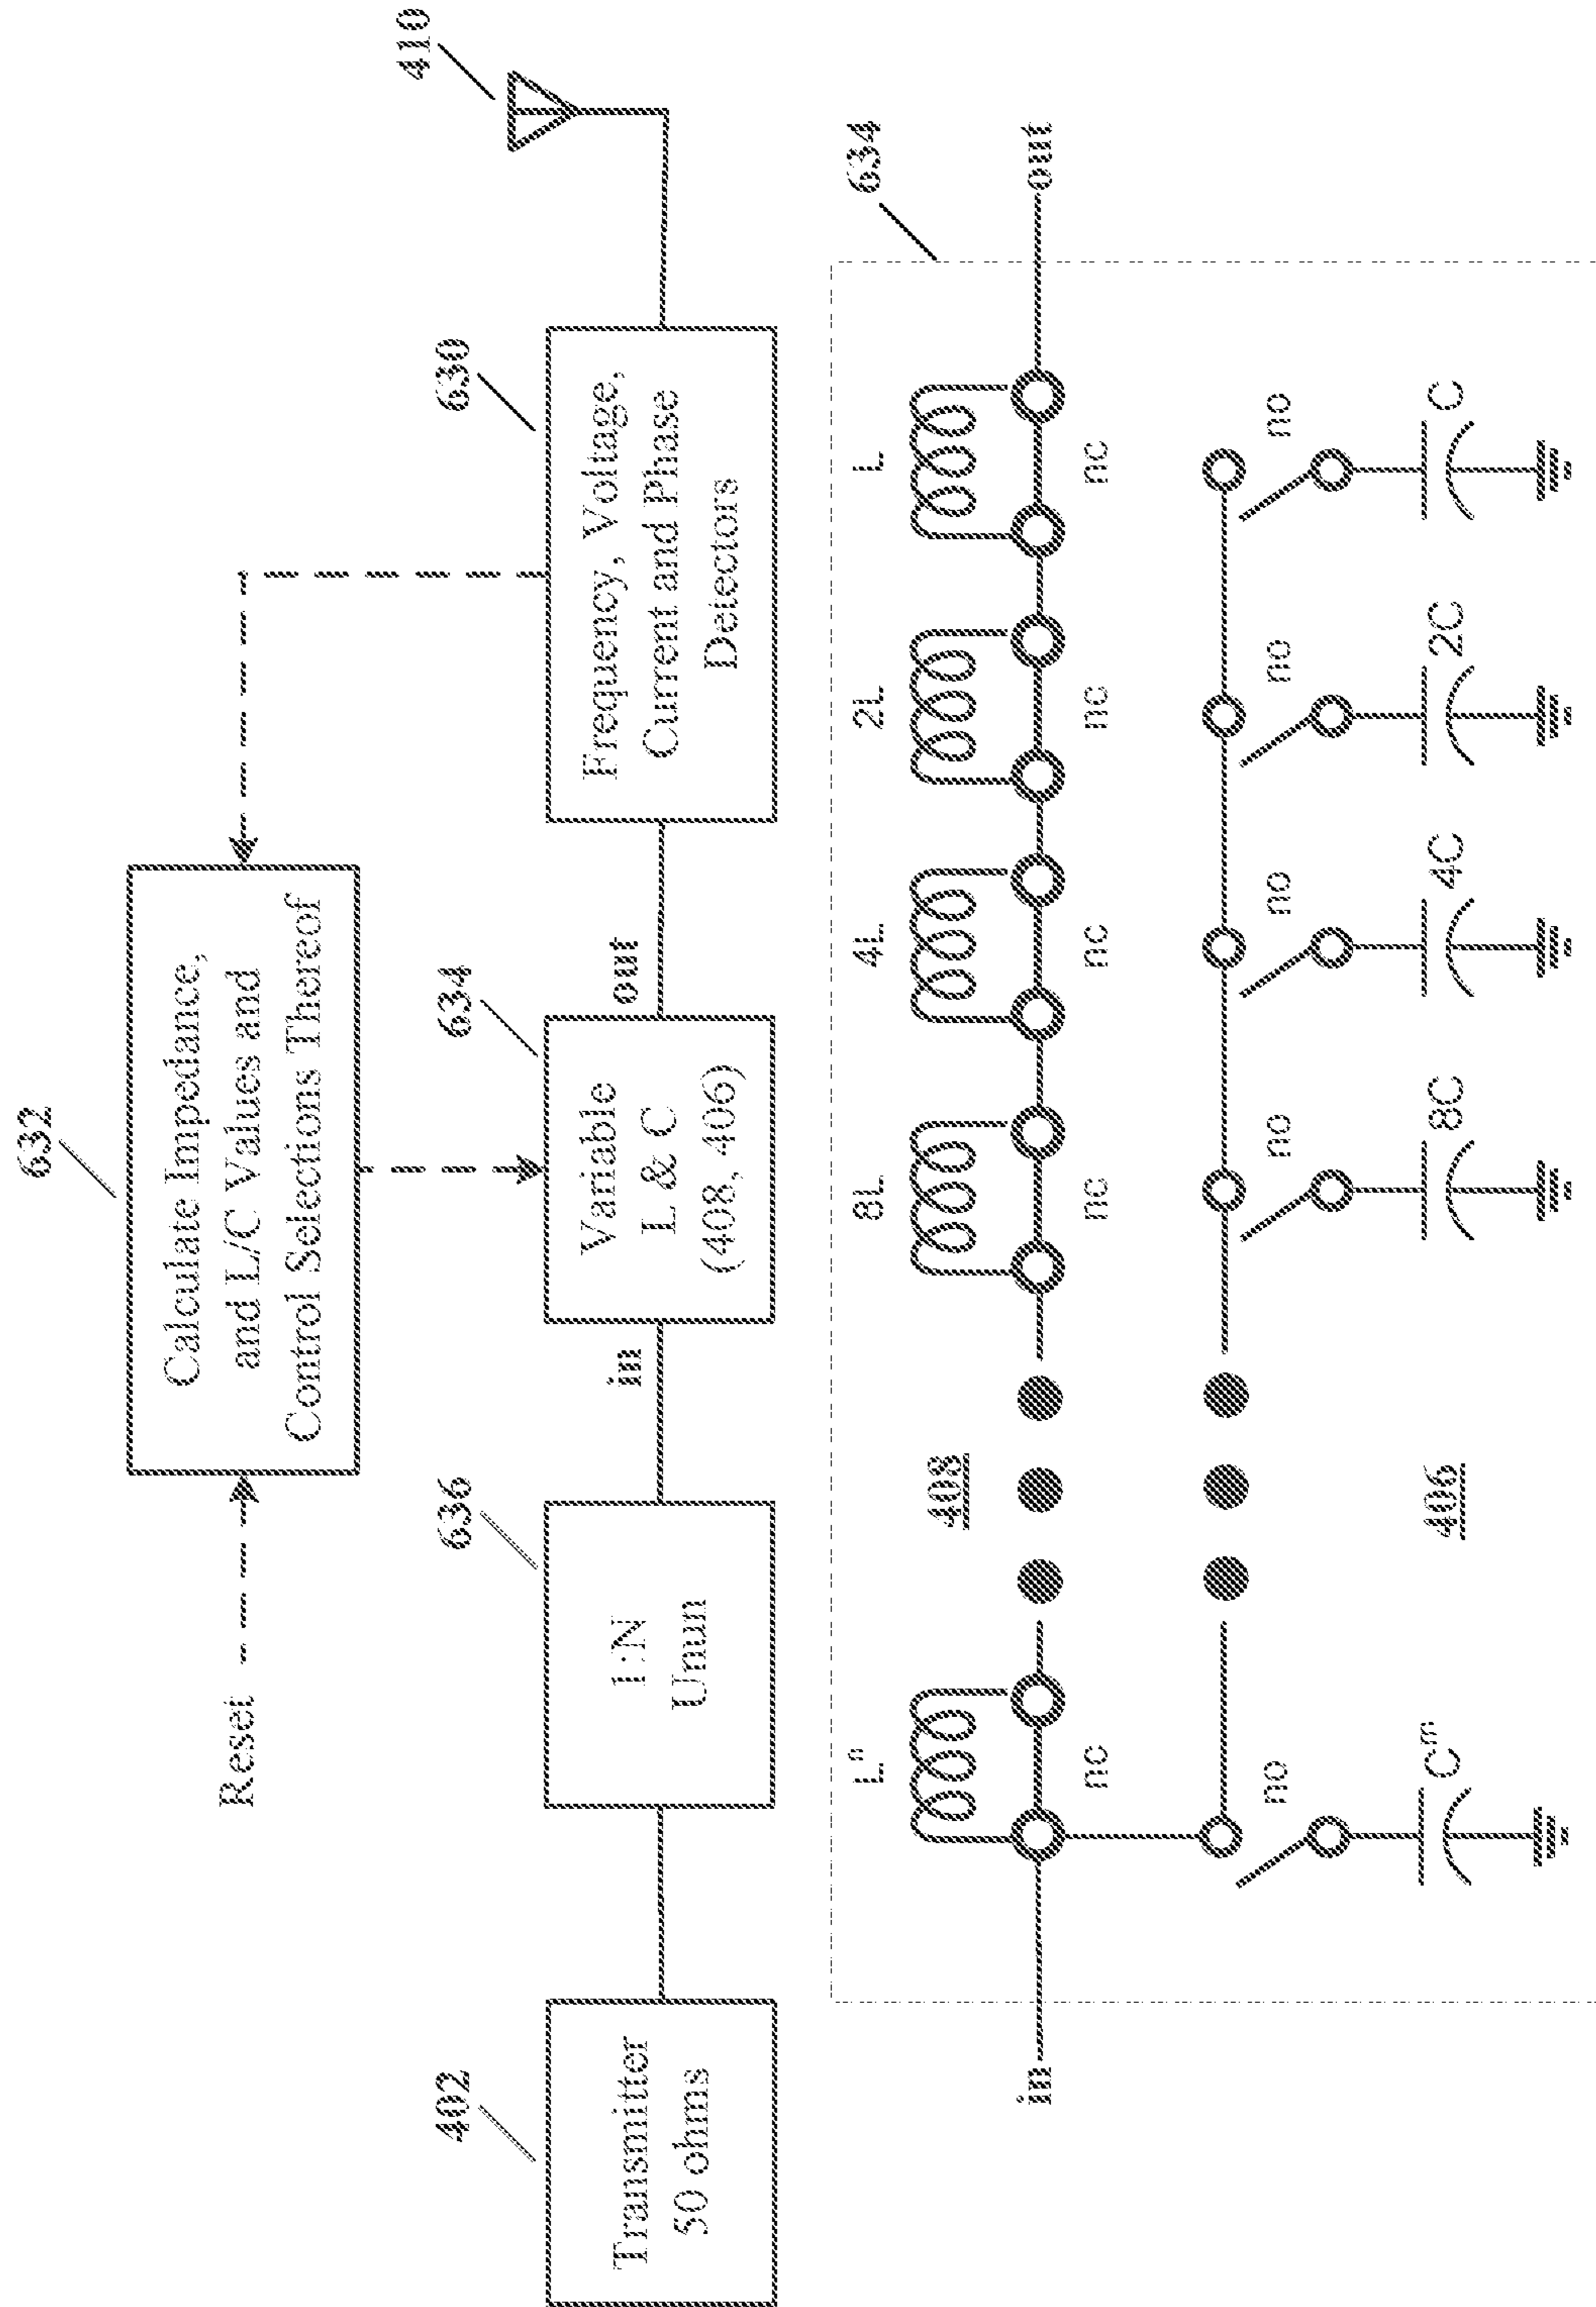 632
Calculate Impedance,
and L/C Values and
Control Selections Thereof
Reset
402
Transmitter
50 ohms
636
1:N
Unun
in
634
Variable
L & C
(408, 406)
out
630
Frequency, Voltage,
Current and Phase
Detectors
410
634
in
Lⁿ
nc
408
8L
nc
4L
nc
2L
nc
L
nc
out
no
Cᵐ
406
no
8C
no
4C
no
2C
no
C